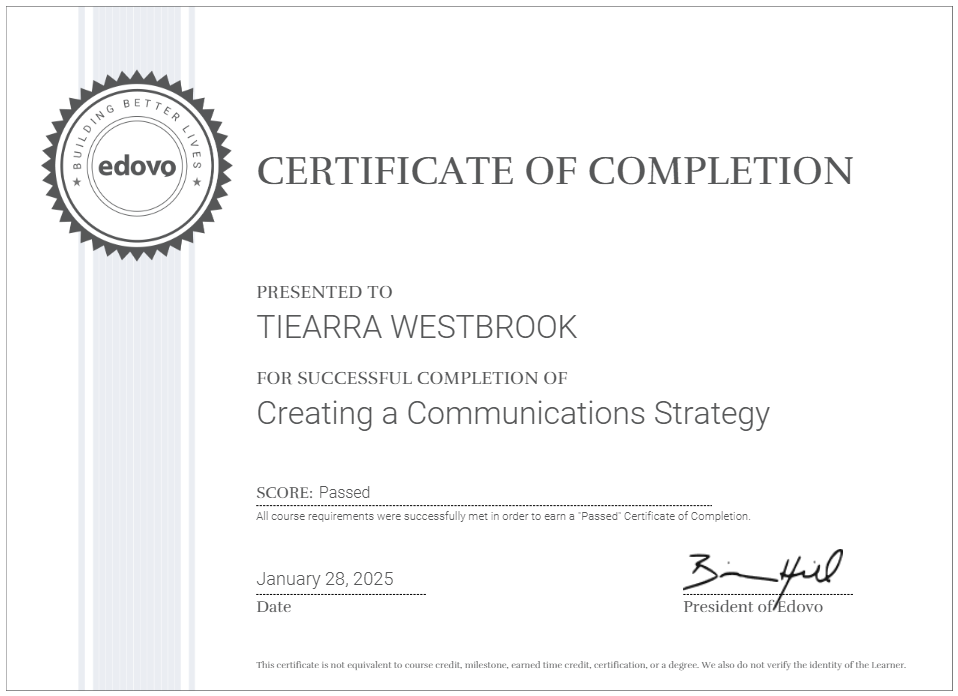 ★ BUILDING BETTER LIVES ★
edovo
CERTIFICATE OF COMPLETION
PRESENTED TO
TIEARRA WESTBROOK
FOR SUCCESSFUL COMPLETION OF
Creating a Communications Strategy
SCORE: Passed
All course requirements were successfully met in order to earn a "Passed" Certificate of Completion.
January 28, 2025
Date
Brian Hill
President of Edovo
This certificate is not equivalent to course credit, milestone, earned time credit, certification, or a degree. We also do not verify the identity of the Learner.